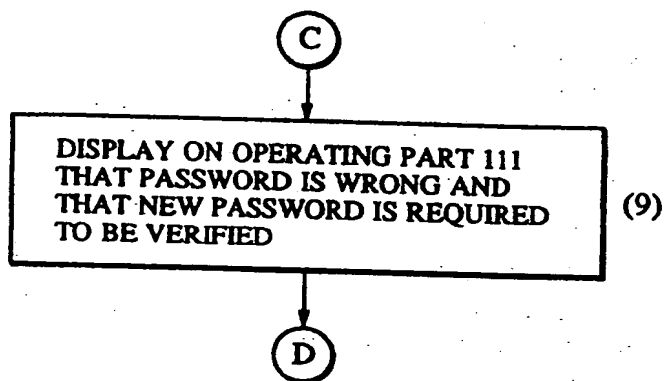 C
DISPLAY ON OPERATING PART 111
THAT PASSWORD IS WRONG AND
THAT NEW PASSWORD IS REQUIRED
TO BE VERIFIED
(9)
D